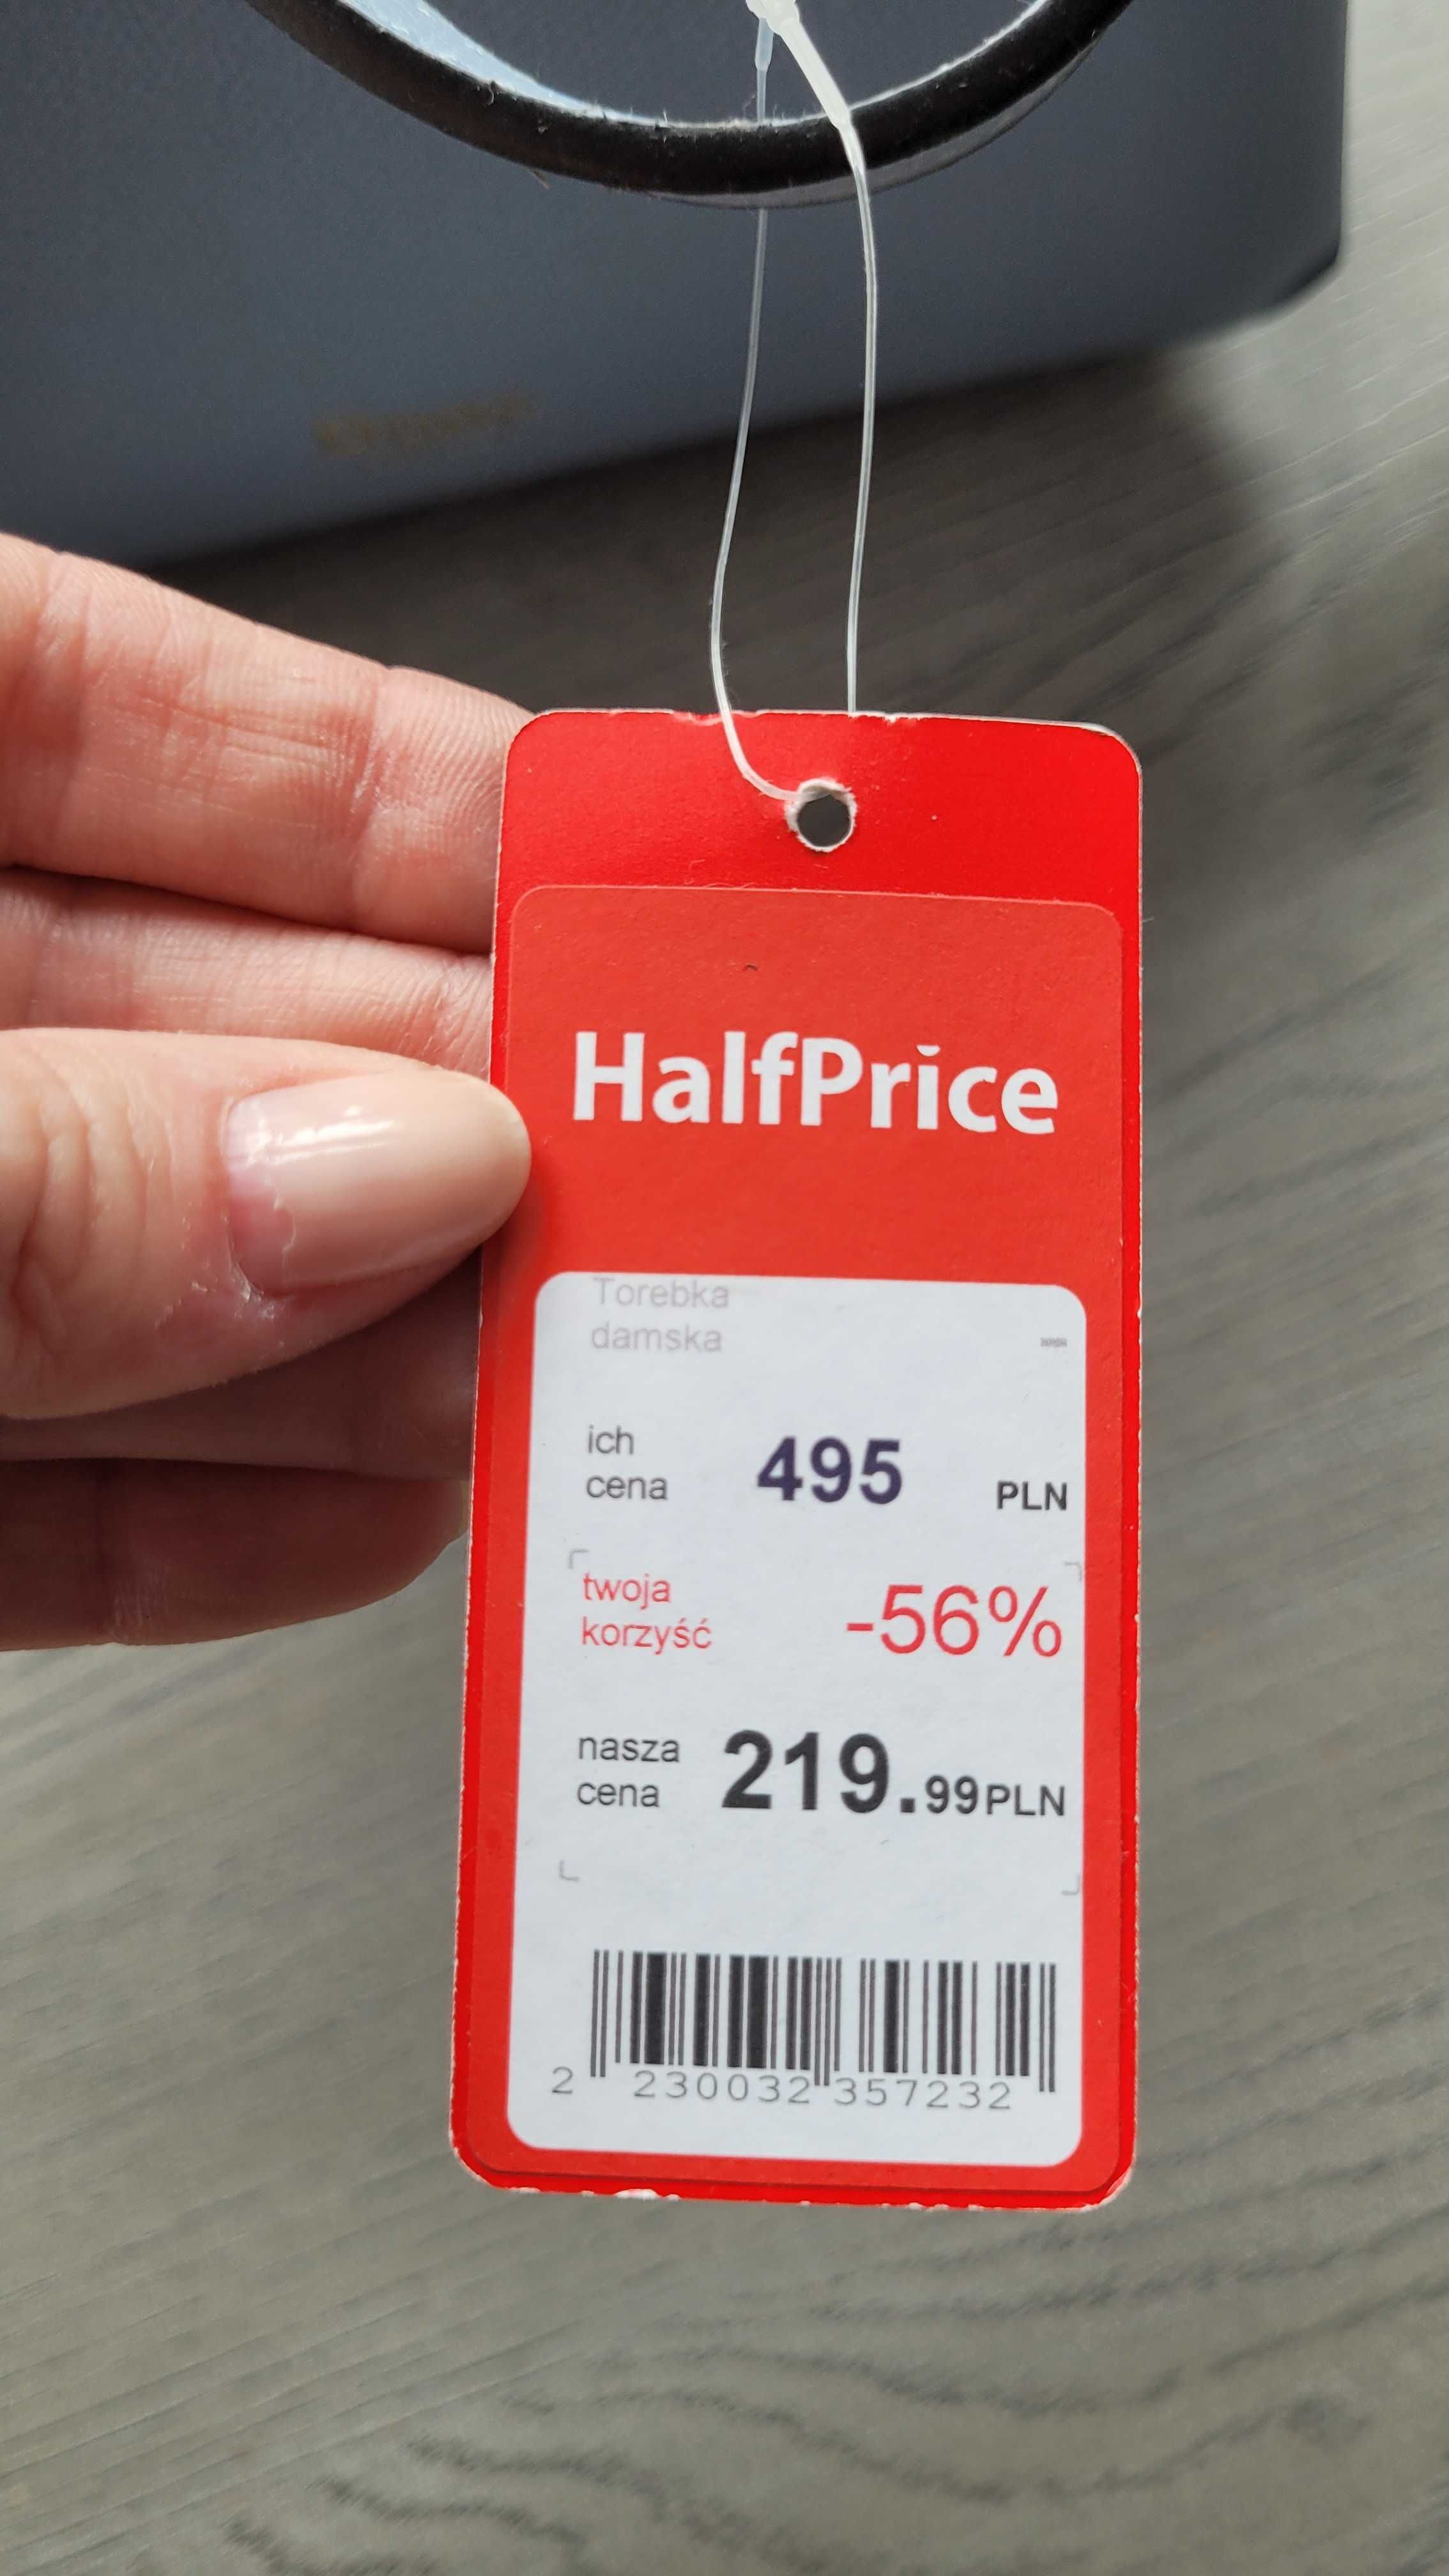 HalfPrice
Torebka
damska
ich
cena 495 PLN
twoja
korzyść -56%
nasza
cena 219.99PLN
2 230032 357232